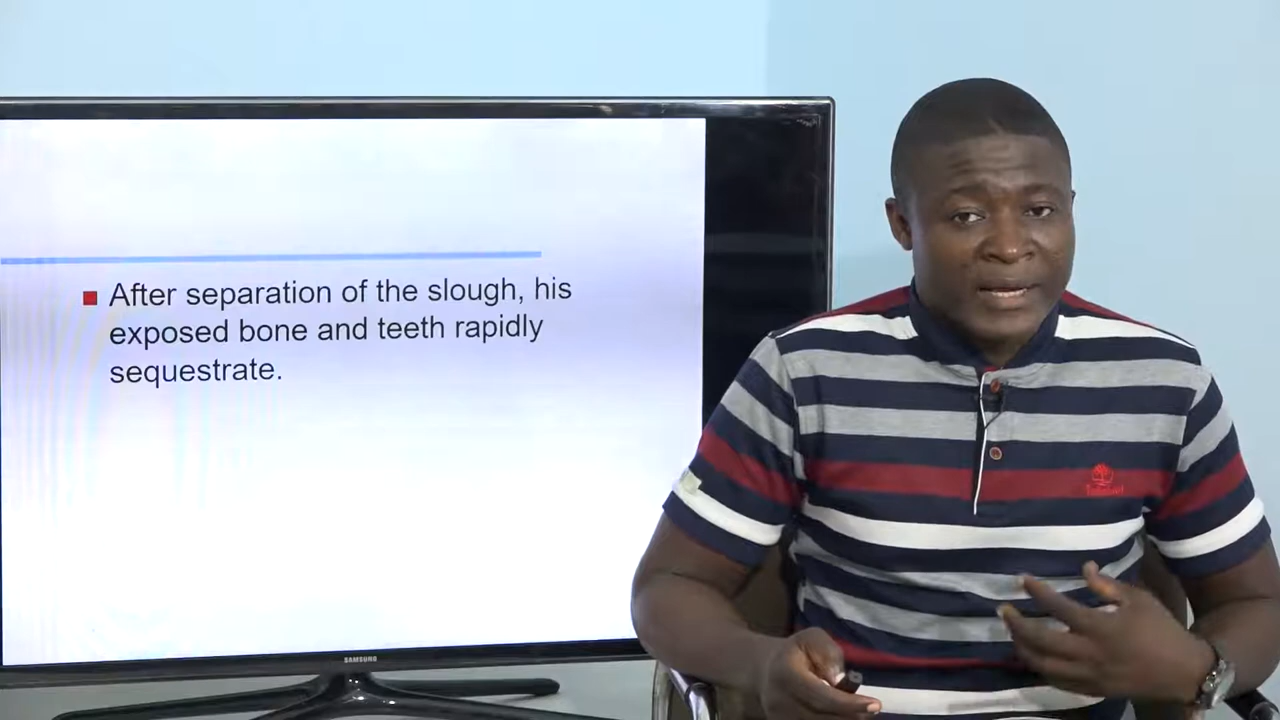 After separation of the slough, his
exposed bone and teeth rapidly
sequestrate.
SAMSUNG